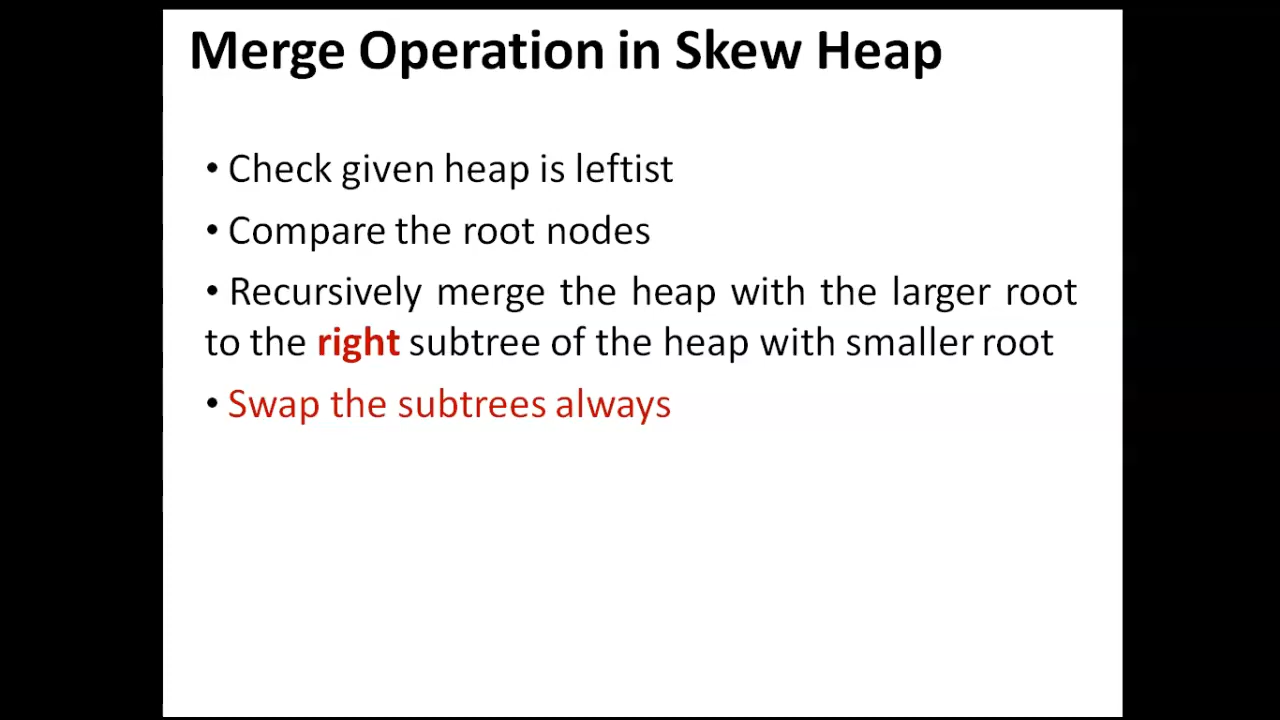 Merge Operation in Skew Heap
• Check given heap is leftist
• Compare the root nodes
• Recursively merge the heap with the larger root
to the right subtree of the heap with smaller root
• Swap the subtrees always